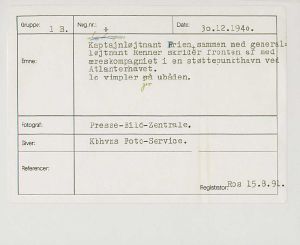 Gruppe: 1 B. Neg.nr.: + Dato: 30.12.1940.
Emne: Kaptajnløjtnant Prien, sammen med general=
løjtnant Renner skrider fronten af med
æreskompagniet i en støttepunkthavn ved
Atlanterhavet.
10 vimpler på ubåden.
Fotograf: Presse-Bild-Zentrale.
Giver: Kbhvns Foto-Service.
Referencer:
Registrator: Ros 15.8.91.